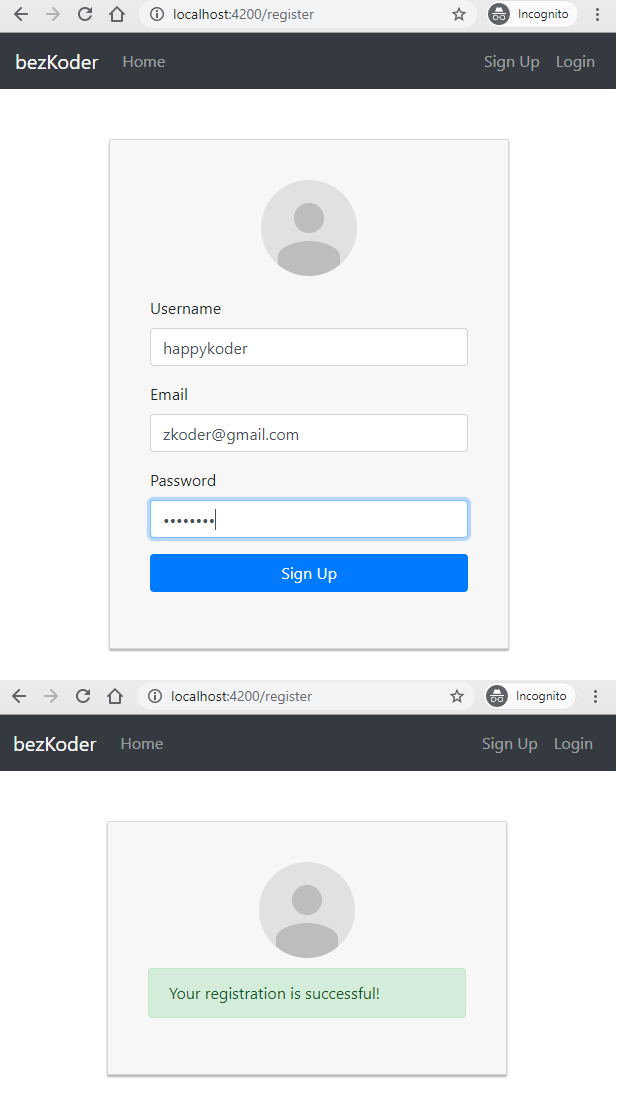 localhost:4200/register
Incognito
bezKoder Home Sign Up Login
Username
happykoder
Email
zkoder@gmail.com
Password
••••••••
Sign Up
localhost:4200/register
Incognito
bezKoder Home Sign Up Login
Your registration is successful!